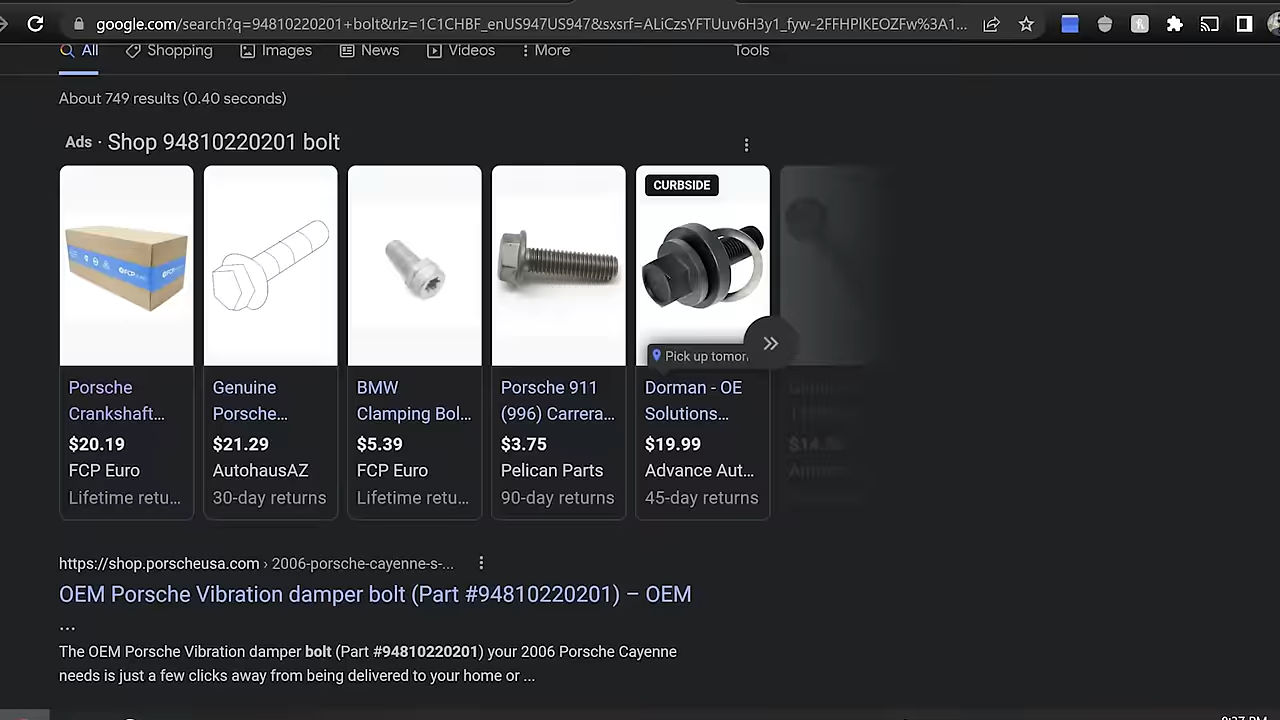 google.com/search?q=94810220201+bolt&rlz=1C1CHBF_enUS947US947&sxsrf=ALiCzsYFTUuv6H3y1_fyw-2FFHPlKEOZFw%3A1...
All Shopping Images News Videos More Tools
About 749 results (0.40 seconds)
Ads · Shop 94810220201 bolt
CURBSIDE
Pick up tomor
Porsche
Crankshaft...
$20.19
FCP Euro
Lifetime retu...
Genuine
Porsche...
$21.29
AutohausAZ
30-day returns
BMW
Clamping Bol...
$5.39
FCP Euro
Lifetime retu...
Porsche 911
(996) Carrera...
$3.75
Pelican Parts
90-day returns
Dorman - OE
Solutions...
$19.99
Advance Aut...
45-day returns
https://shop.porscheusa.com › 2006-porsche-cayenne-s-...
OEM Porsche Vibration damper bolt (Part #94810220201) – OEM
...
The OEM Porsche Vibration damper bolt (Part #94810220201) your 2006 Porsche Cayenne
needs is just a few clicks away from being delivered to your home or ...